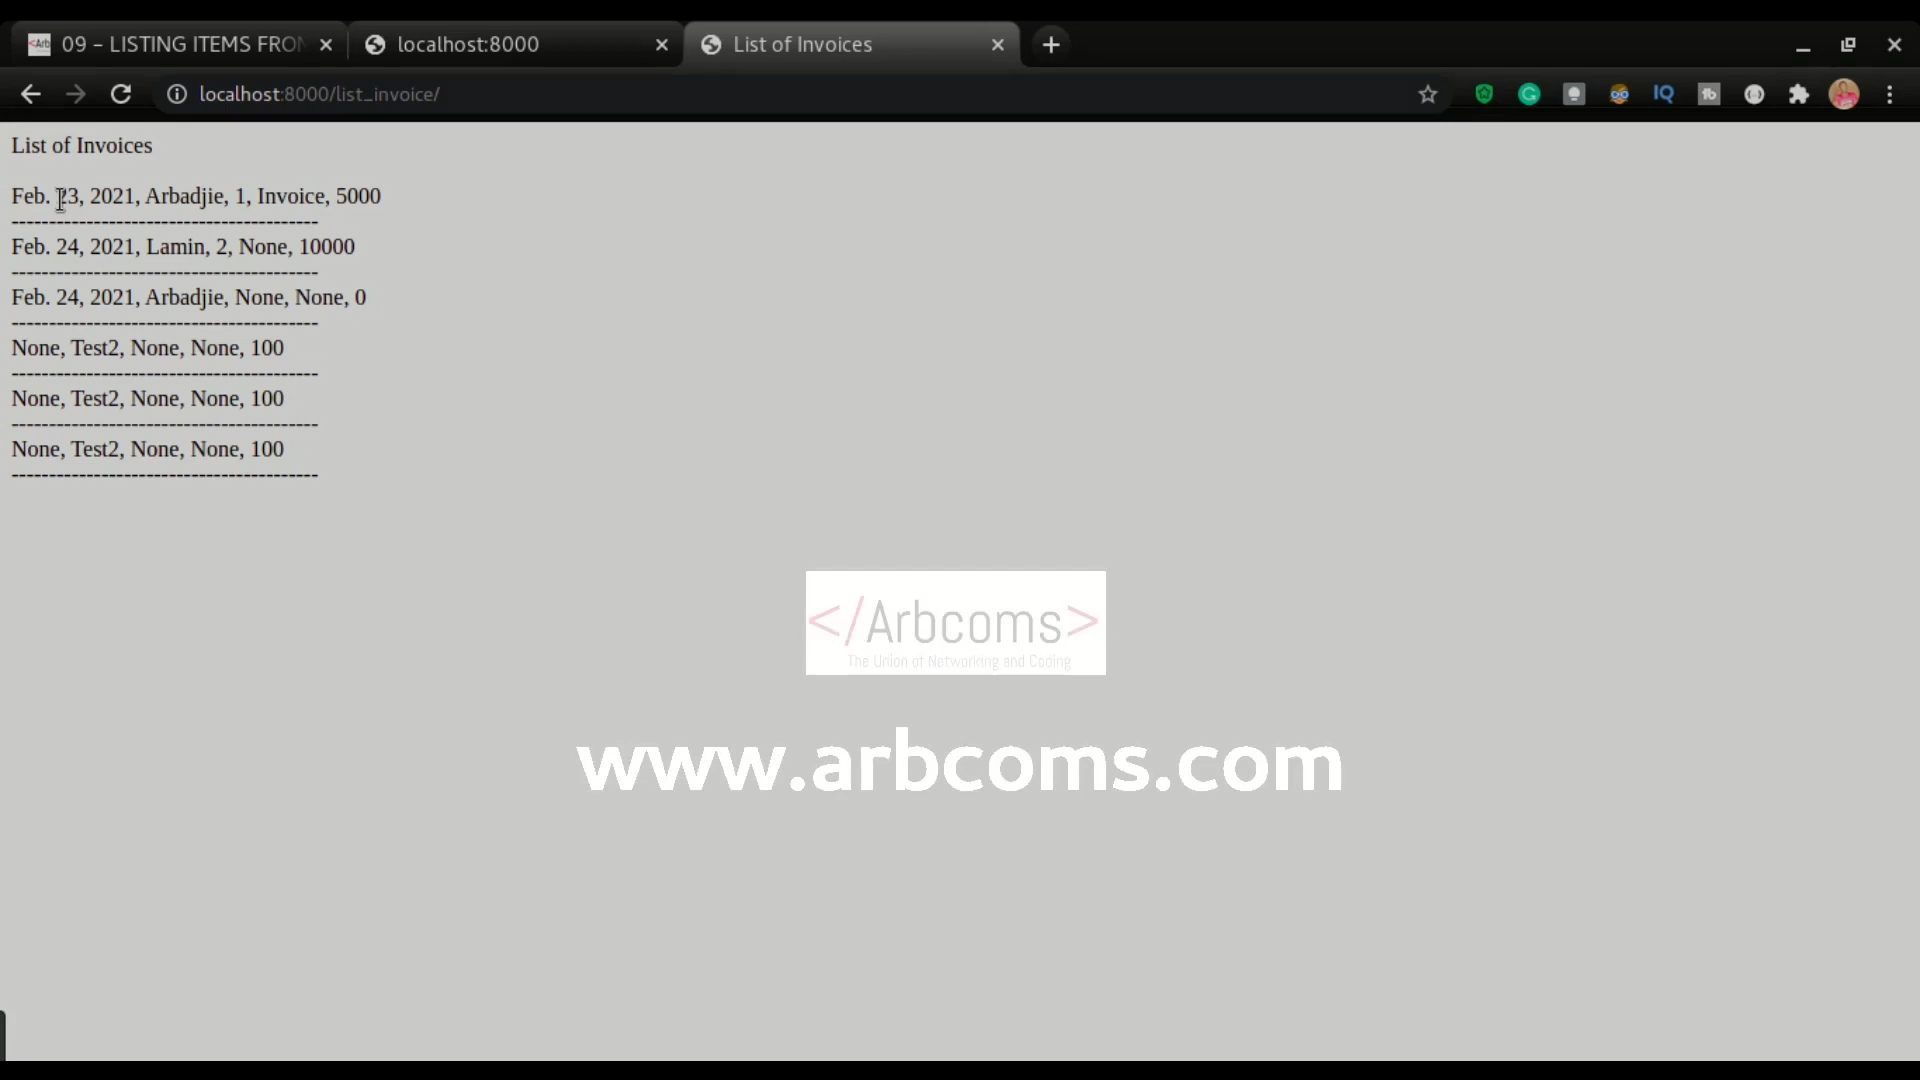 09 – LISTING ITEMS FROM
localhost:8000
List of Invoices
localhost:8000/list_invoice/
List of Invoices
Feb. 23, 2021, Arbadjie, 1, Invoice, 5000
-----------------------------------------
Feb. 24, 2021, Lamin, 2, None, 10000
-----------------------------------------
Feb. 24, 2021, Arbadjie, None, None, 0
-----------------------------------------
None, Test2, None, None, 100
-----------------------------------------
None, Test2, None, None, 100
-----------------------------------------
None, Test2, None, None, 100
-----------------------------------------
</Arbcoms>
The Union of Networking and Coding
www.arbcoms.com